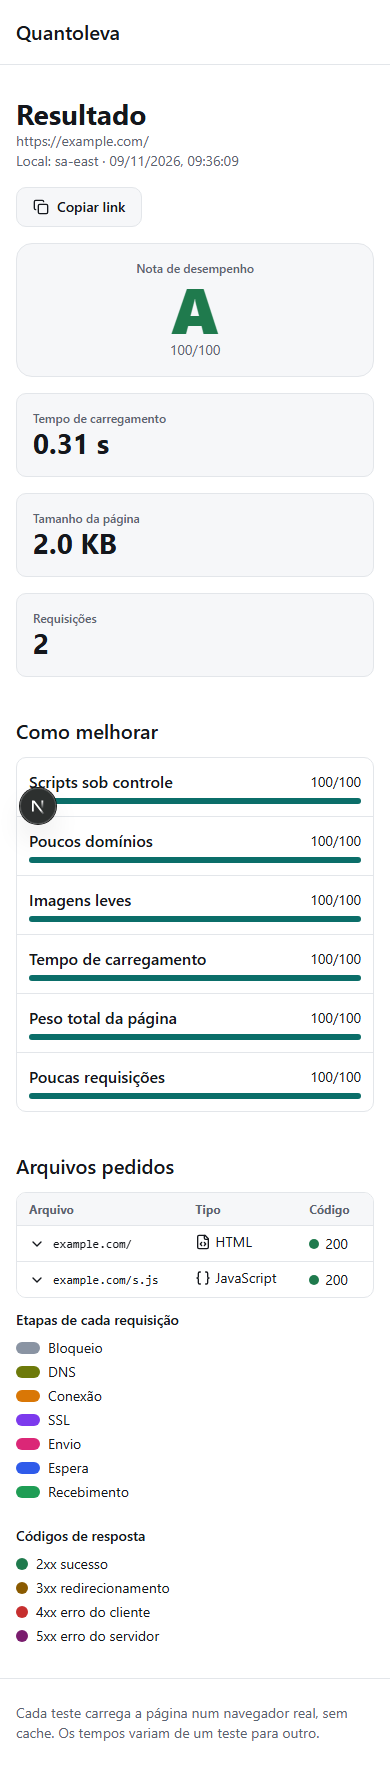 Quantoleva
Resultado
https://example.com/
Local: sa-east · 09/11/2026, 09:36:09
Copiar link
Nota de desempenho
A
100/100
Tempo de carregamento
0.31 s
Tamanho da página
2.0 KB
Requisições
2
Como melhorar
Scripts sob controle 100/100
N
Poucos domínios 100/100
Imagens leves 100/100
Tempo de carregamento 100/100
Peso total da página 100/100
Poucas requisições 100/100
Arquivos pedidos
Arquivo Tipo Código
example.com/ HTML 200
example.com/s.js JavaScript 200
Etapas de cada requisição
Bloqueio
DNS
Conexão
SSL
Envio
Espera
Recebimento
Códigos de resposta
2xx sucesso
3xx redirecionamento
4xx erro do cliente
5xx erro do servidor
Cada teste carrega a página num navegador real, sem
cache. Os tempos variam de um teste para outro.